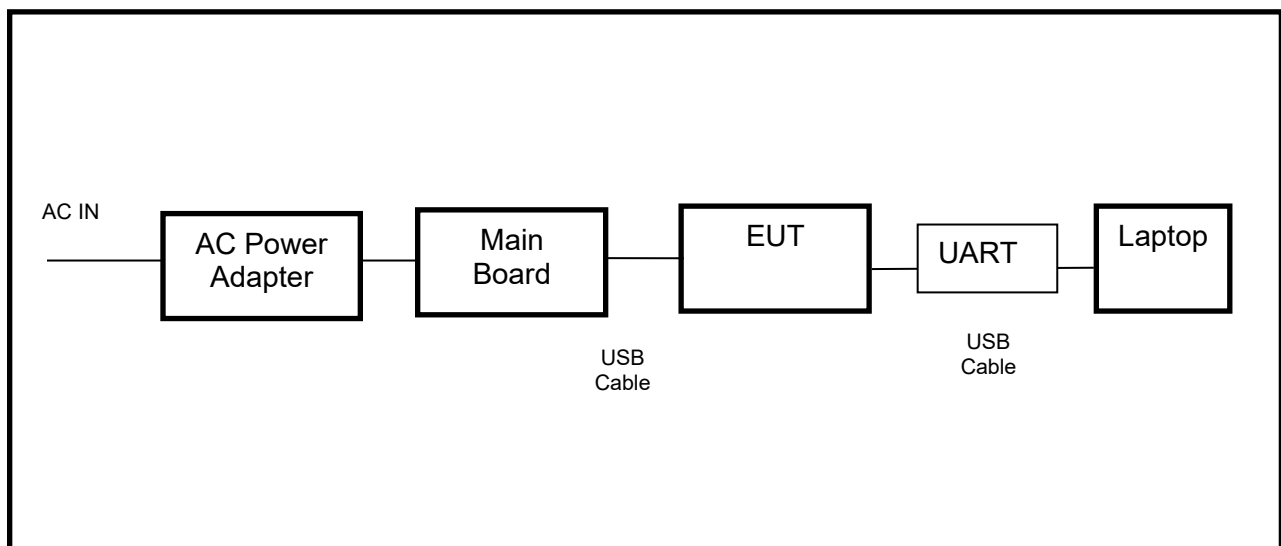 AC IN
AC Power
Adapter
Main
Board
EUT
UART
Laptop
USB
Cable
USB
Cable